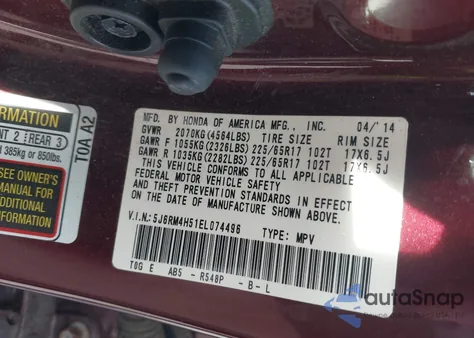 MFD. BY HONDA OF AMERICA MFG., INC. 04/'14
GVWR 2070KG(4564LBS) TIRE SIZE RIM SIZE
GAWR F 1055KG(2326LBS) 225/65R17 102T 17X6.5J
GAWR R 1035KG(2282LBS) 225/65R17 102T 17X6.5J
THIS VEHICLE CONFORMS TO ALL APPLICABLE
FEDERAL MOTOR VEHICLE SAFETY
AND THEFT PREVENTION STANDARDS IN EFFECT
ON THE DATE OF MANUFACTURE SHOWN ABOVE.
V.I.N.:5J6RM4H51EL074496 TYPE: MPV
T0G E AB5 - R548P - B - L
FORMATION
NT 2 REAR 3
d 385kg or 850lbs.
SEE OWNER'S
MANUAL FOR
ADDITIONAL
INFORMATION
T0A A2
autoSnap